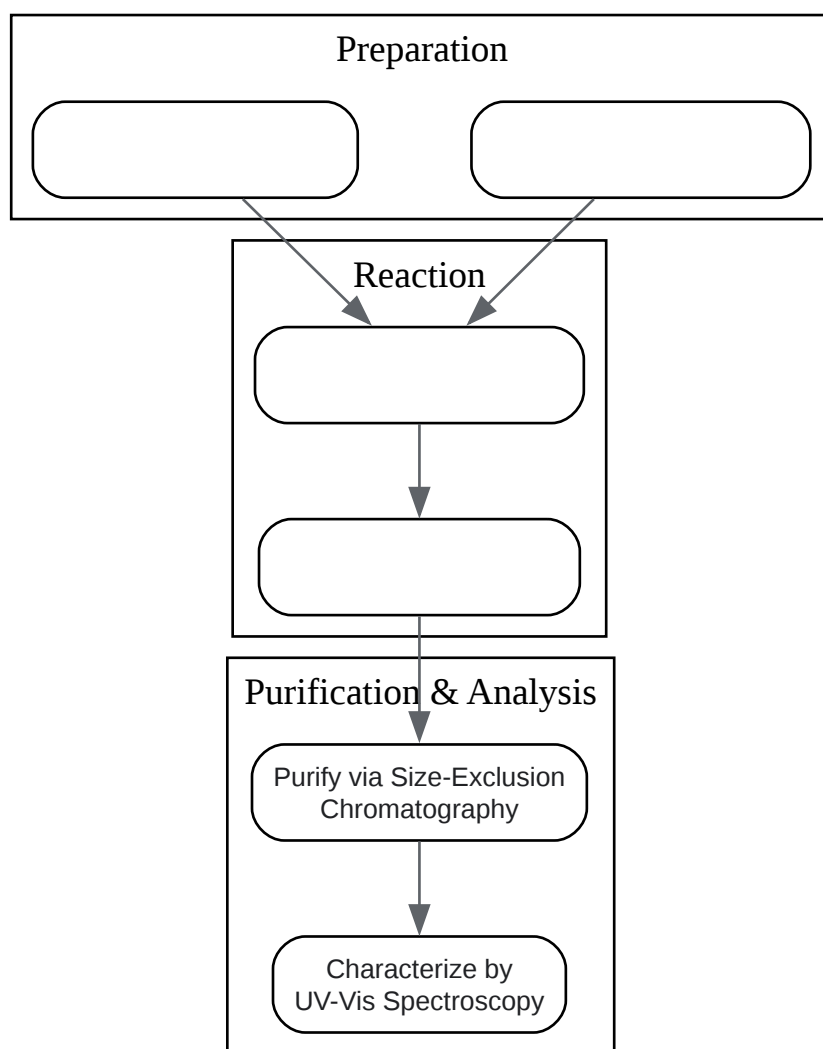 Preparation
Reaction
Purification & Analysis
Purify via Size-Exclusion
Chromatography
Characterize by
UV-Vis Spectroscopy